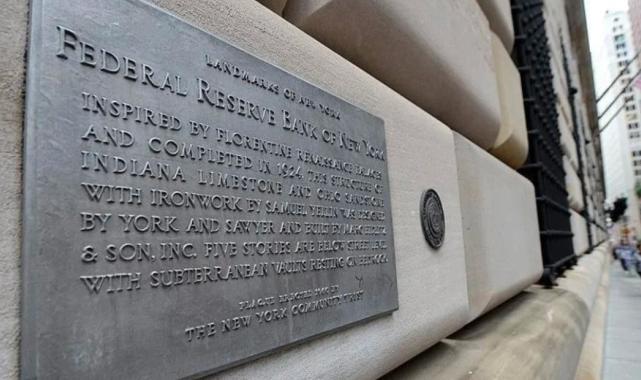 LANDMARKS OF NEW YORK
FEDERAL RESERVE BANK OF NEW YORK
INSPIRED BY FLORENTINE RENAISSANCE PALACES
AND COMPLETED IN 1924, THIS STRUCTURE OF
INDIANA LIMESTONE AND OHIO SANDSTONE
WITH IRONWORK BY SAMUEL YELLIN WAS DESIGNED
BY YORK AND SAWYER AND BUILT BY MARC EIDLITZ
& SON, INC. FIVE STORIES ARE BELOW STREET LEVEL
WITH SUBTERRANEAN VAULTS RESTING ON BEDROCK.
PLAQUE ERECTED BY
THE NEW YORK COMMUNITY TRUST